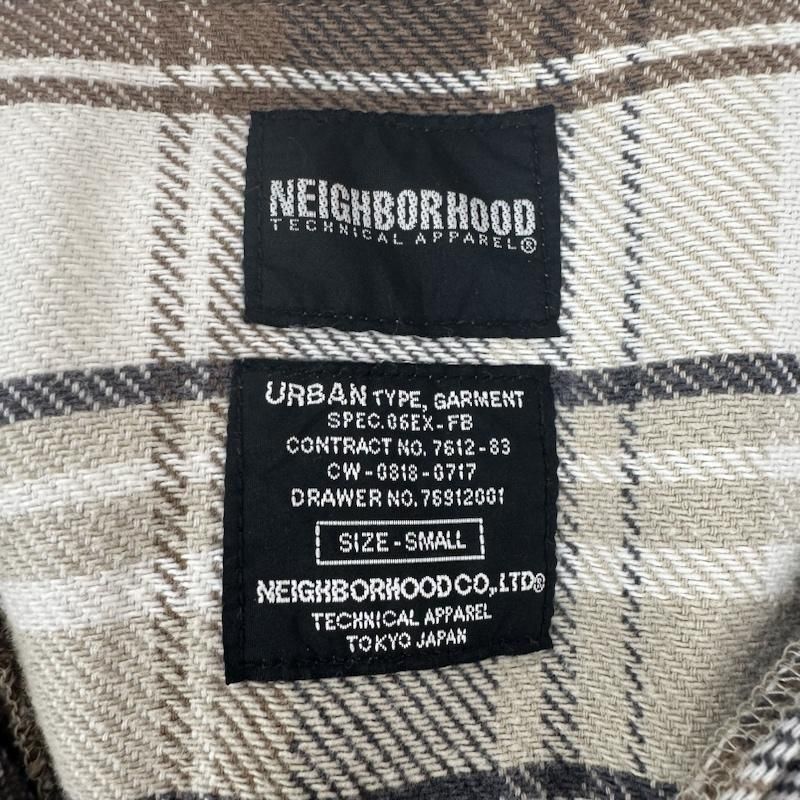 NEIGHBORHOOD
TECHNICAL APPAREL®
URBAN TYPE, GARMENT
SPEC.06EX-FB
CONTRACT NO. 7612-83
CW-0818-0717
DRAWER NO. 76912001
SIZE-SMALL
NEIGHBORHOOD CO.,LTD®
TECHNICAL APPAREL
TOKYO JAPAN